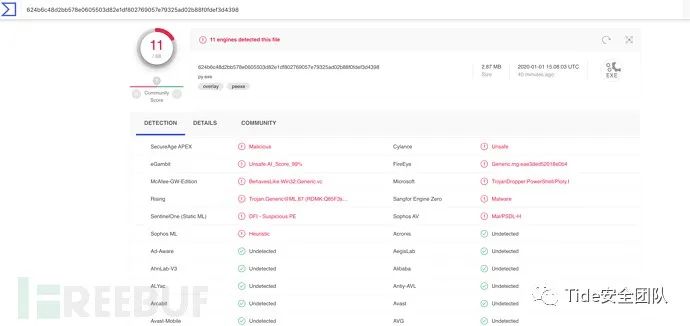 624b6c48d2bb578e0605503d82e1df802769057e79325ad02b88f0fdef3d4398
11
/ 68
Community
Score
11 engines detected this file
624b6c48d2bb578e0605503d82e1df802769057e79325ad02b88f0fdef3d4398
py.exe
overlay peexe
2.67 MB
Size
2020-01-01 15:08:03 UTC
40 minutes ago
EXE
DETECTION DETAILS COMMUNITY
SecureAge APEX Malicious Cylance Unsafe
eGambit Unsafe.AI_Score_99% FireEye Generic.mg.eae3ded52018e0b4
McAfee-GW-Edition BehavesLike.Win32.Generic.vc Microsoft TrojanDropper:PowerShell/Ploty.I
Rising Trojan.Generic@ML.87 (RDMK:Q85F3s... Sangfor Engine Zero Malware
SentinelOne (Static ML) DFI - Suspicious PE Sophos AV Mal/PSDL-H
Sophos ML Heuristic Acronis Undetected
Ad-Aware Undetected AegisLab Undetected
AhnLab-V3 Undetected Alibaba Undetected
ALYac Undetected Antiy-AVL Undetected
Arcabit Undetected Avast Undetected
Avast-Mobile Undetected AVG Undetected
FREEBUF
Tide安全团队